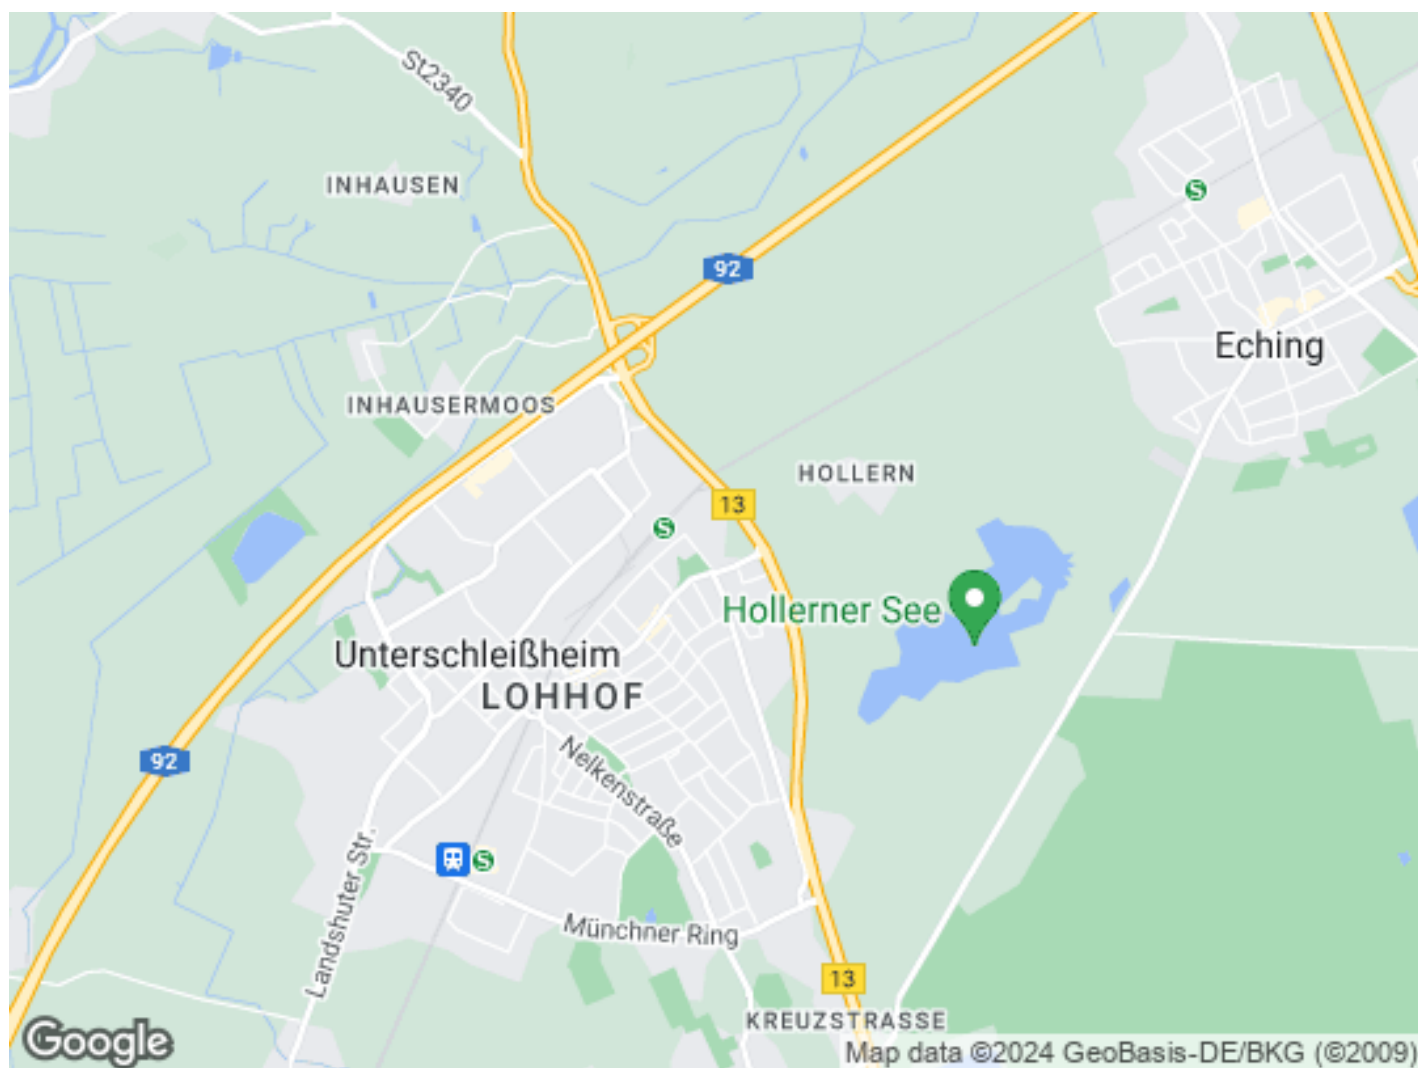 St2340
INHAUSEN
92
Eching
INHAUSERMOOS
HOLLERN
13
S
S
Hollerner See
Unterschleißheim
LOHHOF
92
Nelkenstraße
Landshuter Str.
S
Münchner Ring
13
KREUZSTRASSE
Google
Map data ©2024 GeoBasis-DE/BKG (©2009)